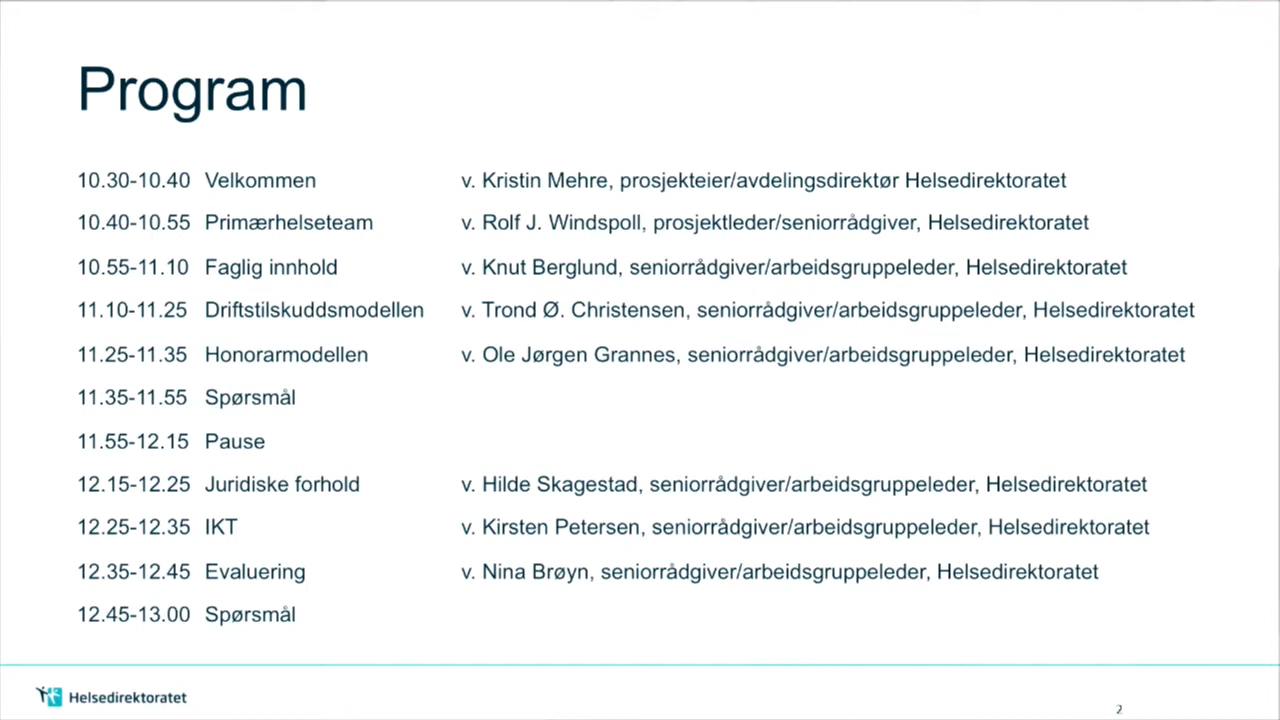 Program
10.30-10.40 Velkommen v. Kristin Mehre, prosjekteier/avdelingsdirektør Helsedirektoratet
10.40-10.55 Primærhelseteam v. Rolf J. Windspoll, prosjektleder/seniorrådgiver, Helsedirektoratet
10.55-11.10 Faglig innhold v. Knut Berglund, seniorrådgiver/arbeidsgruppeleder, Helsedirektoratet
11.10-11.25 Driftstilskuddsmodellen v. Trond Ø. Christensen, seniorrådgiver/arbeidsgruppeleder, Helsedirektoratet
11.25-11.35 Honorarmodellen v. Ole Jørgen Grannes, seniorrådgiver/arbeidsgruppeleder, Helsedirektoratet
11.35-11.55 Spørsmål
11.55-12.15 Pause
12.15-12.25 Juridiske forhold v. Hilde Skagestad, seniorrådgiver/arbeidsgruppeleder, Helsedirektoratet
12.25-12.35 IKT v. Kirsten Petersen, seniorrådgiver/arbeidsgruppeleder, Helsedirektoratet
12.35-12.45 Evaluering v. Nina Brøyn, seniorrådgiver/arbeidsgruppeleder, Helsedirektoratet
12.45-13.00 Spørsmål
Helsedirektoratet
2